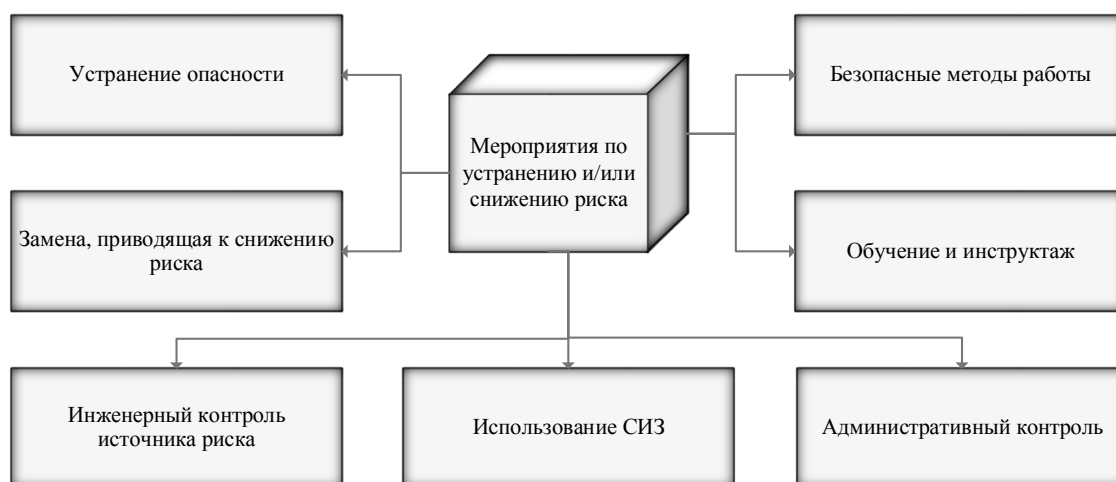 Устранение опасности
Мероприятия по
устранению и/или
снижению риска
Безопасные методы работы
Замена, приводящая к снижению
риска
Обучение и инструктаж
Инженерный контроль
источника риска
Использование СИЗ
Административный контроль